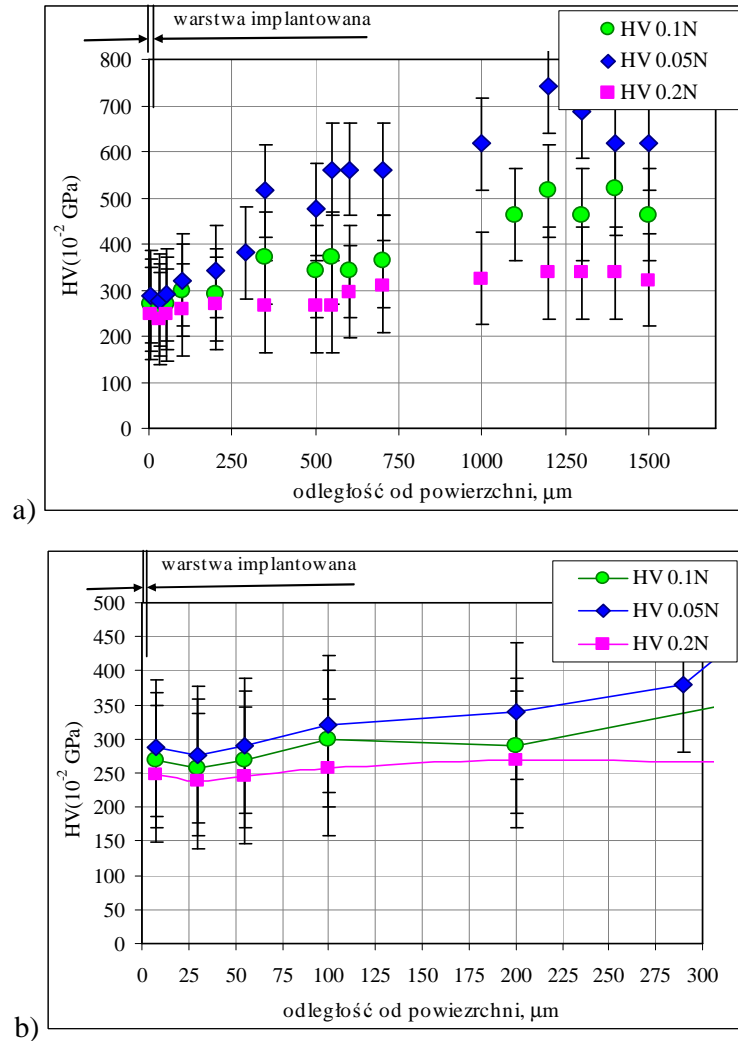 warstwa implantowana
HV 0.1N
HV 0.05N
HV 0.2N
800
700
600
500
400
300
200
100
0
HV(10⁻² GPa)
0 250 500 750 1000 1250 1500
odległość od powierzchni, µm
a)
warstwa implantowana
HV 0.1N
HV 0.05N
HV 0.2N
500
450
400
350
300
250
200
150
100
50
0
HV(10⁻² GPa)
0 25 50 75 100 125 150 175 200 225 250 275 300
odległość od powiezrchni, µm
b)